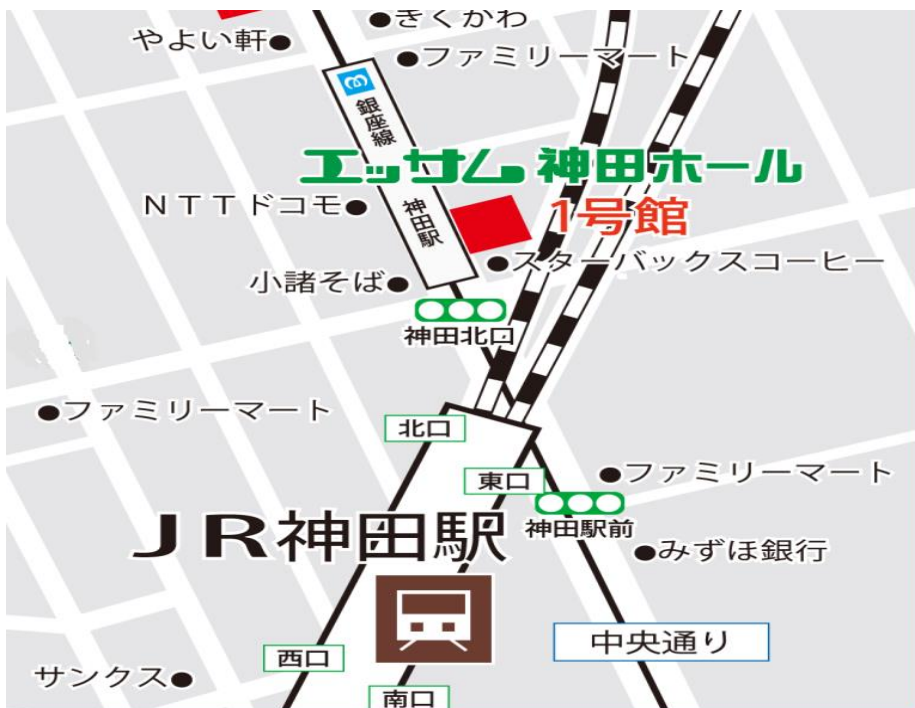 きくかわ
やよい軒
ファミリーマート
銀座線
エッサム 神田ホール
1号館
NTTドコモ
神田駅
スターバックスコーヒー
小諸そば
神田北口
ファミリーマート
北口
東口
ファミリーマート
神田駅前
JR神田駅
みずほ銀行
中央通り
西口
サンクス
南口